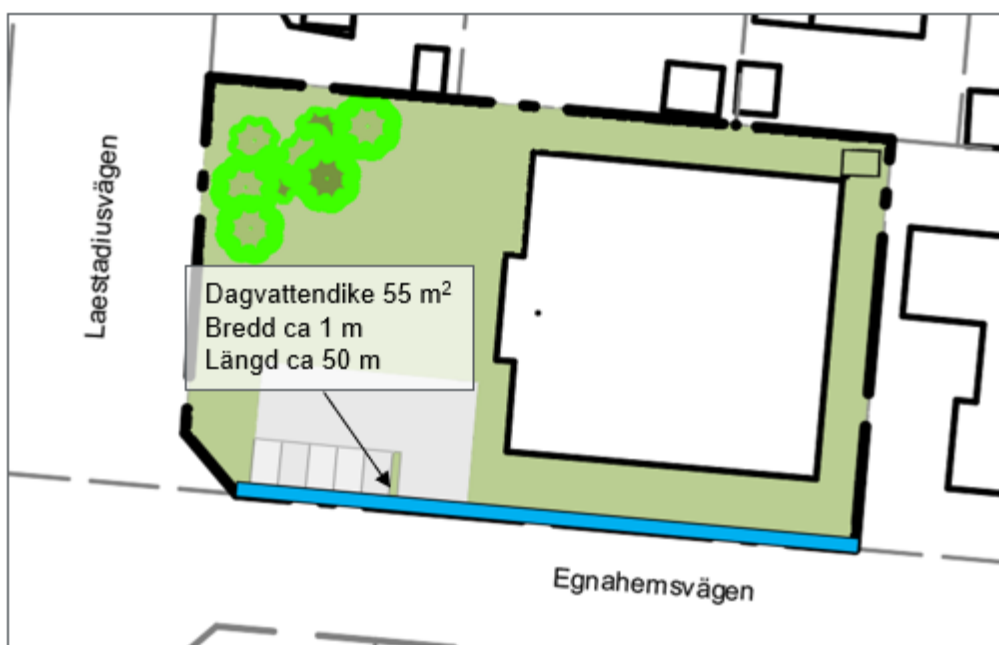 Laestadiusvägen
Dagvattendike 55 m²
Bredd ca 1 m
Längd ca 50 m
Egnahemsvägen